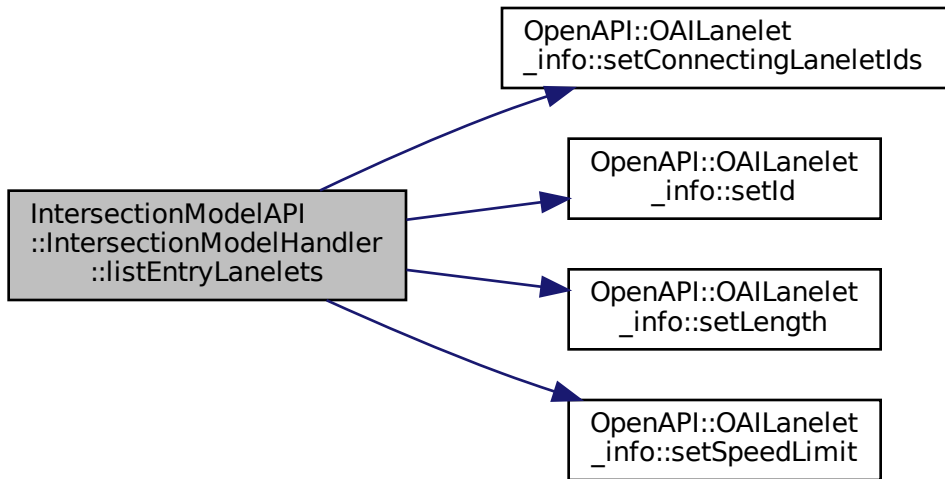 OpenAPI::OAILanelet
_info::setConnectingLaneletIds
OpenAPI::OAILanelet
_info::setId
IntersectionModelAPI
::IntersectionModelHandler
::listEntryLanelets
OpenAPI::OAILanelet
_info::setLength
OpenAPI::OAILanelet
_info::setSpeedLimit